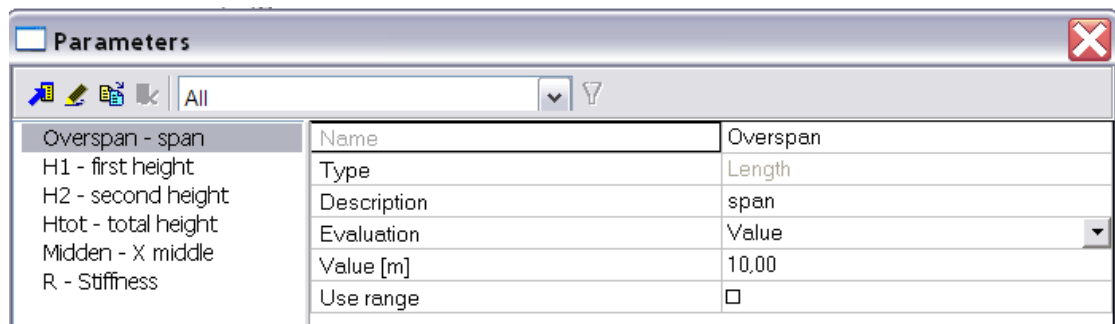 Parameters
All
Overspan - span
H1 - first height
H2 - second height
Htot - total height
Midden - X middle
R - Stiffness
Name Overspan
Type Length
Description span
Evaluation Value
Value [m] 10,00
Use range